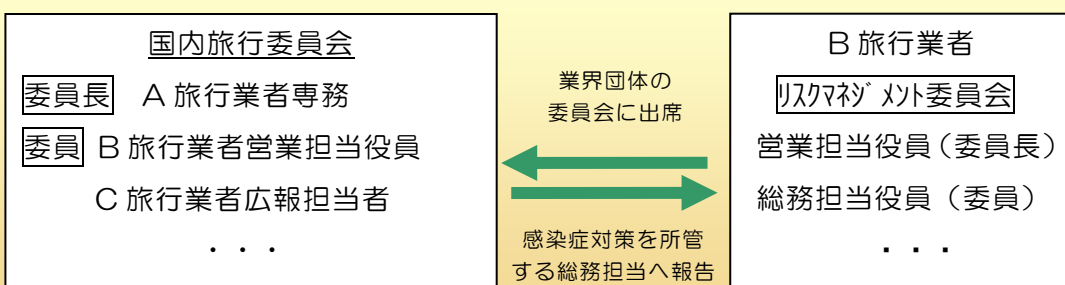 国内旅行委員会
委員長 A 旅行業者専務
委員 B 旅行業者営業担当役員
C 旅行業者広報担当者
・・・
業界団体の
委員会に出席
感染症対策を所管
する総務担当へ報告
B 旅行業者
ﾘｽｸﾏﾈｼﾞﾒﾝﾄ委員会
営業担当役員（委員長）
総務担当役員（委員）
・・・